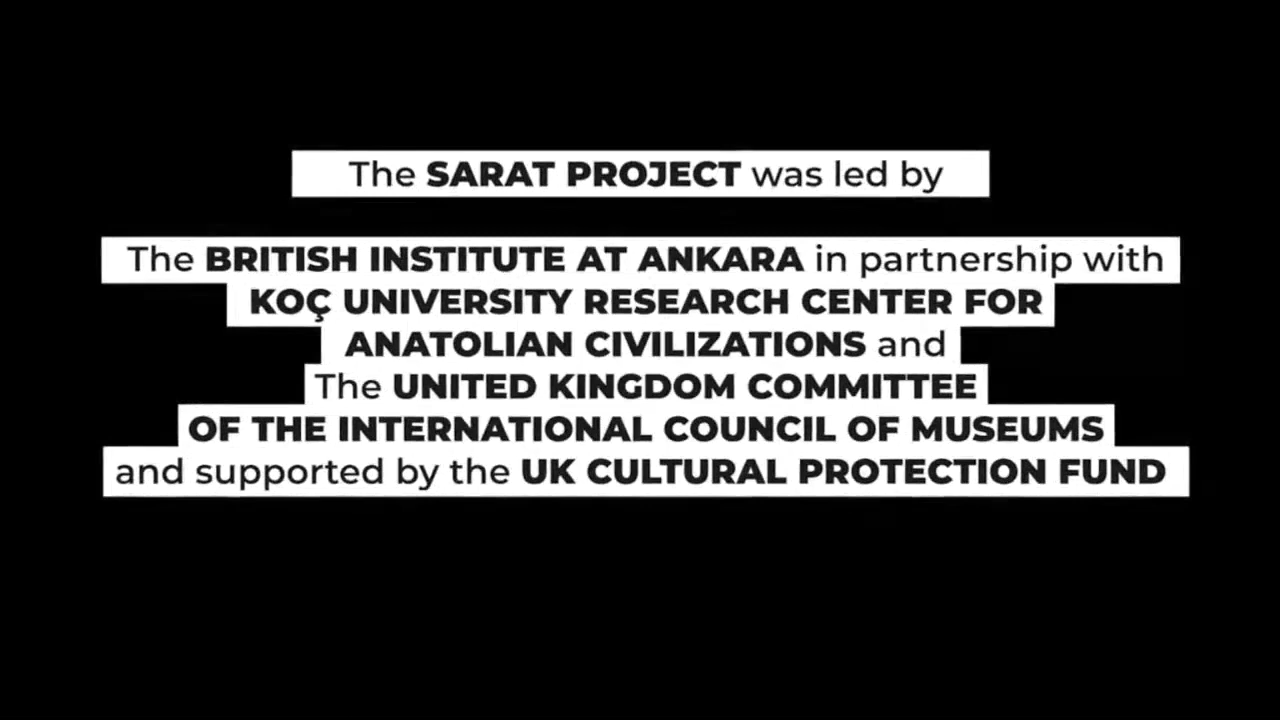 The SARAT PROJECT was led by
The BRITISH INSTITUTE AT ANKARA in partnership with
KOÇ UNIVERSITY RESEARCH CENTER FOR
ANATOLIAN CIVILIZATIONS and
The UNITED KINGDOM COMMITTEE
OF THE INTERNATIONAL COUNCIL OF MUSEUMS
and supported by the UK CULTURAL PROTECTION FUND